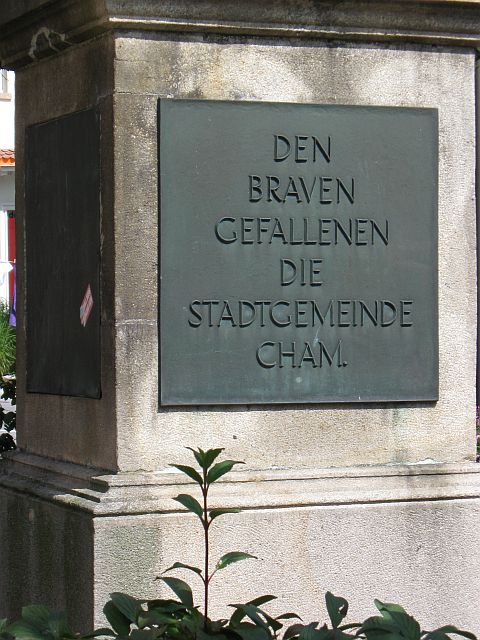 DEN
BRAVEN
GEFALLENEN
DIE
STADTGEMEINDE
CHAM.